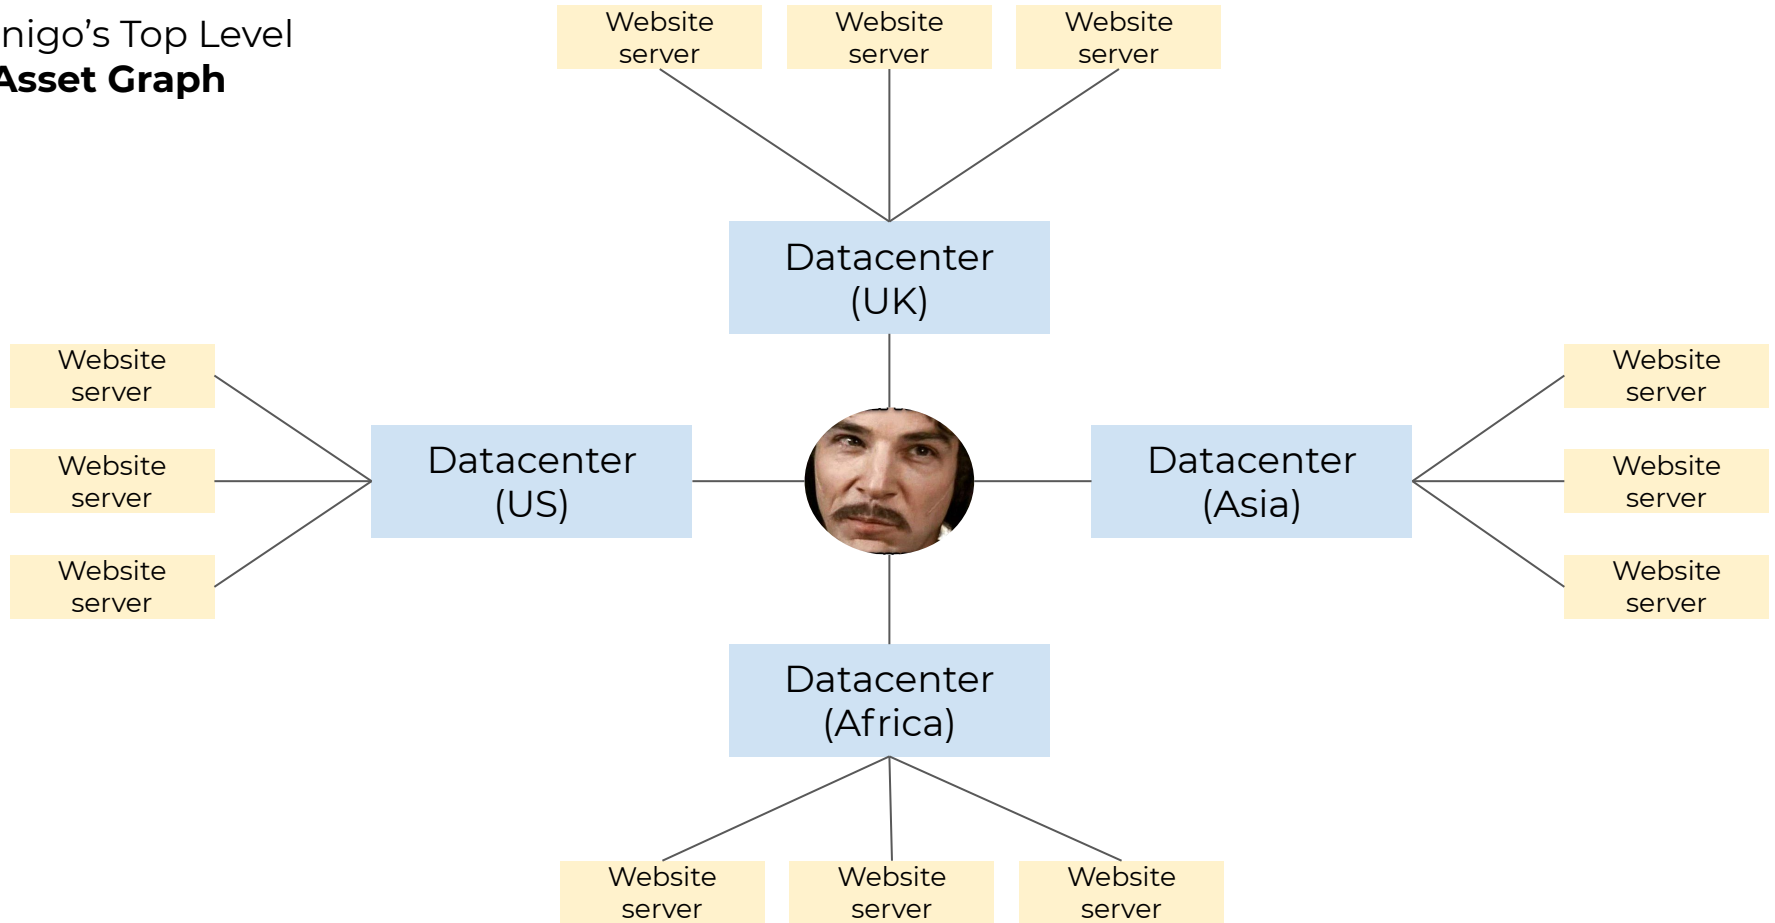 nigo’s Top Level
Asset Graph
Website
server
Website
server
Website
server
Datacenter
(UK)
Website
server
Website
server
Website
server
Datacenter
(US)
Datacenter
(Asia)
Website
server
Website
server
Website
server
Datacenter
(Africa)
Website
server
Website
server
Website
server